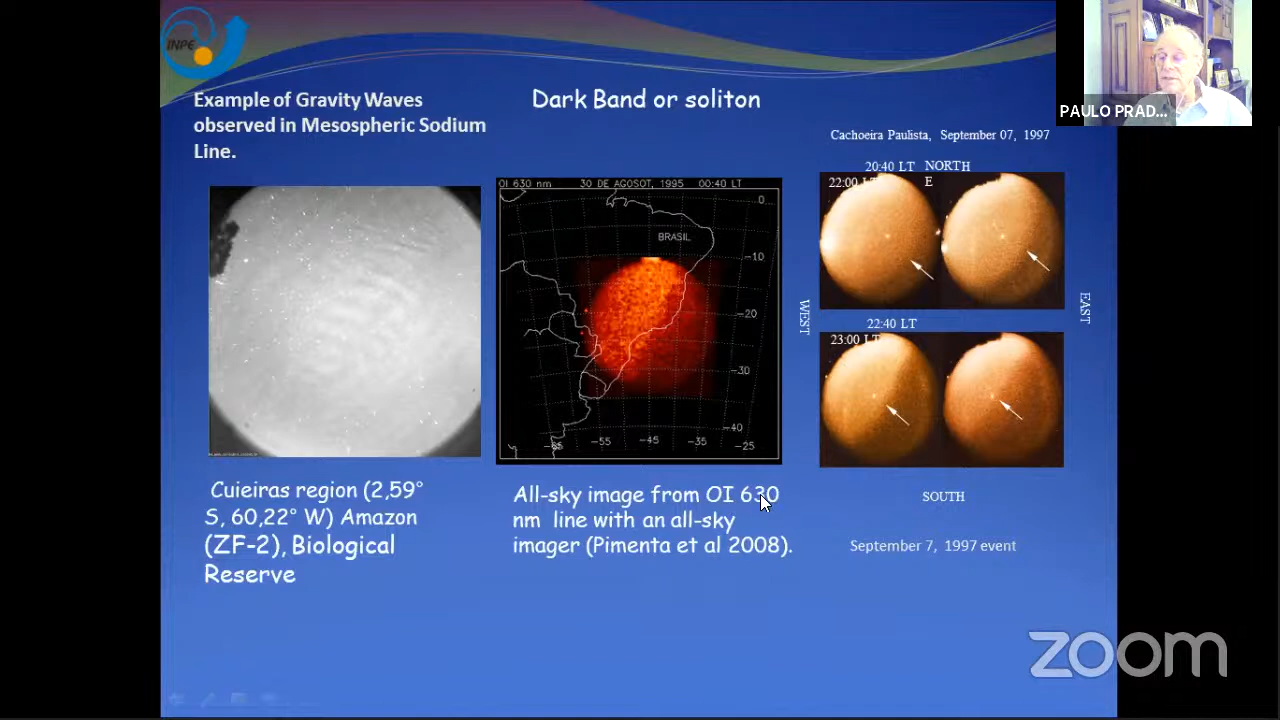 INPE
Example of Gravity Waves
observed in Mesospheric Sodium
Line.
Dark Band or soliton
PAULO PRAD...
Cachoeira Paulista, September 07, 1997
20:40 LT NORTH
22:00 LT E
OI 630 nm 30 DE AGOSOT, 1995 00:40 LT
0
BRASIL
-10
-20
-30
-40
-55 -45 -35 -25
WEST
EAST
22:40 LT
23:00 LT
SOUTH
September 7, 1997 event
Cuieiras region (2,59°
S, 60,22° W) Amazon
(ZF-2), Biological
Reserve
All-sky image from OI 630
nm line with an all-sky
imager (Pimenta et al 2008).
zoom